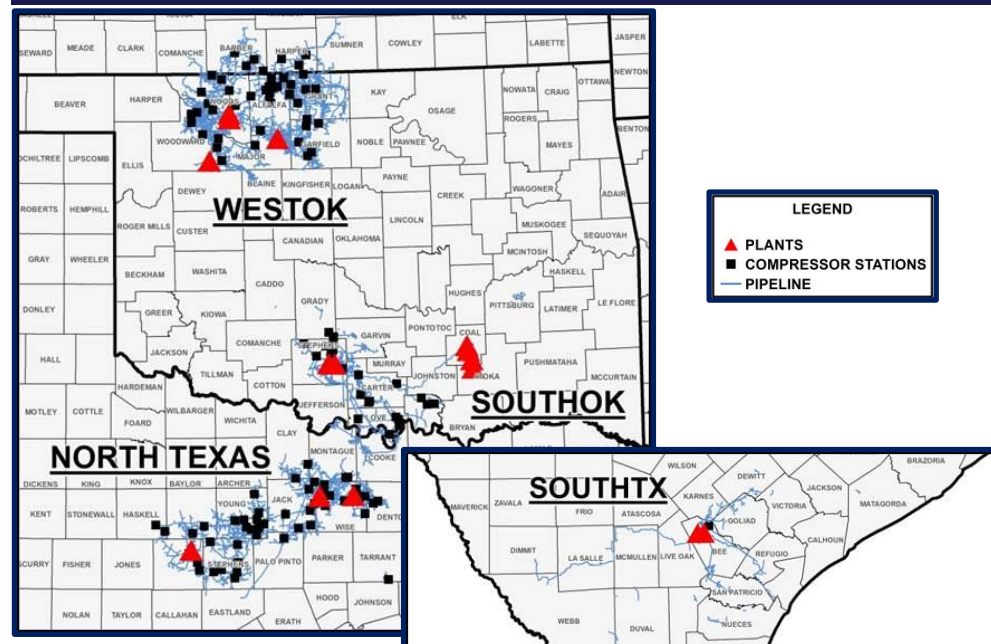 ELK
SEWARD MEADE CLARK COMANCHE BARBER HARPER SUMNER COWLEY LABETTE JASPER
NEWTON
BEAVER HARPER WOODS ALFALFA GRANT KAY OSAGE NOWATA CRAIG OTTAWA
ROGERS
BENTON
WOODWARD MAJOR GARFIELD NOBLE PAWNEE MAYES
OCHILTREE LIPSCOMB ELLIS
DEWEY BLAINE KINGFISHER LOGAN PAYNE CREEK WAGONER ADAIR
ROBERTS HEMPHILL
WESTOK
ROGER MILLS CUSTER LINCOLN MUSKOGEE SEQUOYAH
CANADIAN OKLAHOMA MCINTOSH
GRAY WHEELER BECKHAM WASHITA CADDO HASKELL
HUGHES PITTSBURG LATIMER LE FLORE
DONLEY GREER KIOWA GRADY
PONTOTOC COAL
GARVIN
HALL JACKSON COMANCHE STEPHENS MURRAY JOHNSTON PUSHMATAHA
TILLMAN COTTON CARTER MCCURTAIN
HARDEMAN JEFFERSON LOVE
SOUTHOK
MOTLEY COTTLE WILBARGER WICHITA BRYAN
FOARD CLAY
NORTH TEXAS
MONTAGUE COOKE
DICKENS KING KNOX BAYLOR ARCHER
YOUNG JACK
KENT STONEWALL HASKELL WISE
SCURRY FISHER JONES STEPHENS PALO PINTO PARKER TARRANT
HOOD JOHNSON
NOLAN TAYLOR CALLAHAN EASTLAND ERATH
LEGEND
PLANTS
COMPRESSOR STATIONS
PIPELINE
SOUTHTX
WILSON DEWITT BRAZORIA
MAVERICK ZAVALA FRIO ATASCOSA KARNES JACKSON MATAGORDA
VICTORIA
GOLIAD CALHOUN
DIMMIT LA SALLE MCMULLEN LIVE OAK BEE REFUGIO
SAN PATRICIO
WEBB DUVAL NUECES